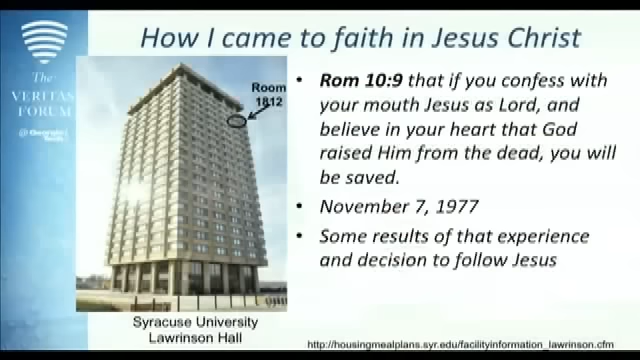 How I came to faith in Jesus Christ
The
VERITAS
FORUM
@ Georgia
Tech
Room
1812
• Rom 10:9 that if you confess with
your mouth Jesus as Lord, and
believe in your heart that God
raised Him from the dead, you will
be saved.
• November 7, 1977
• Some results of that experience
and decision to follow Jesus
Syracuse University
Lawrinson Hall
http://housingmealplans.syr.edu/facilityinformation_lawrinson.cfm